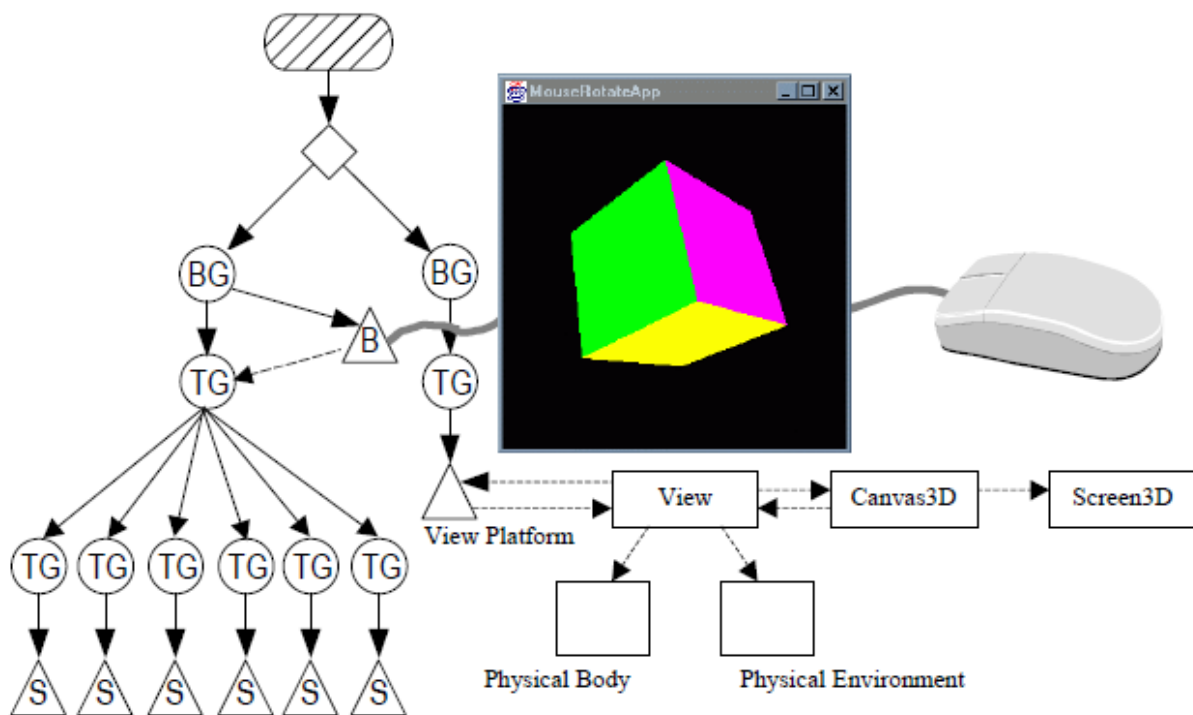 MouseRotateApp
BG
BG
B
TG
TG
View
Canvas3D
Screen3D
View Platform
TG TG TG TG TG TG
Physical Body
Physical Environment
S S S S S S